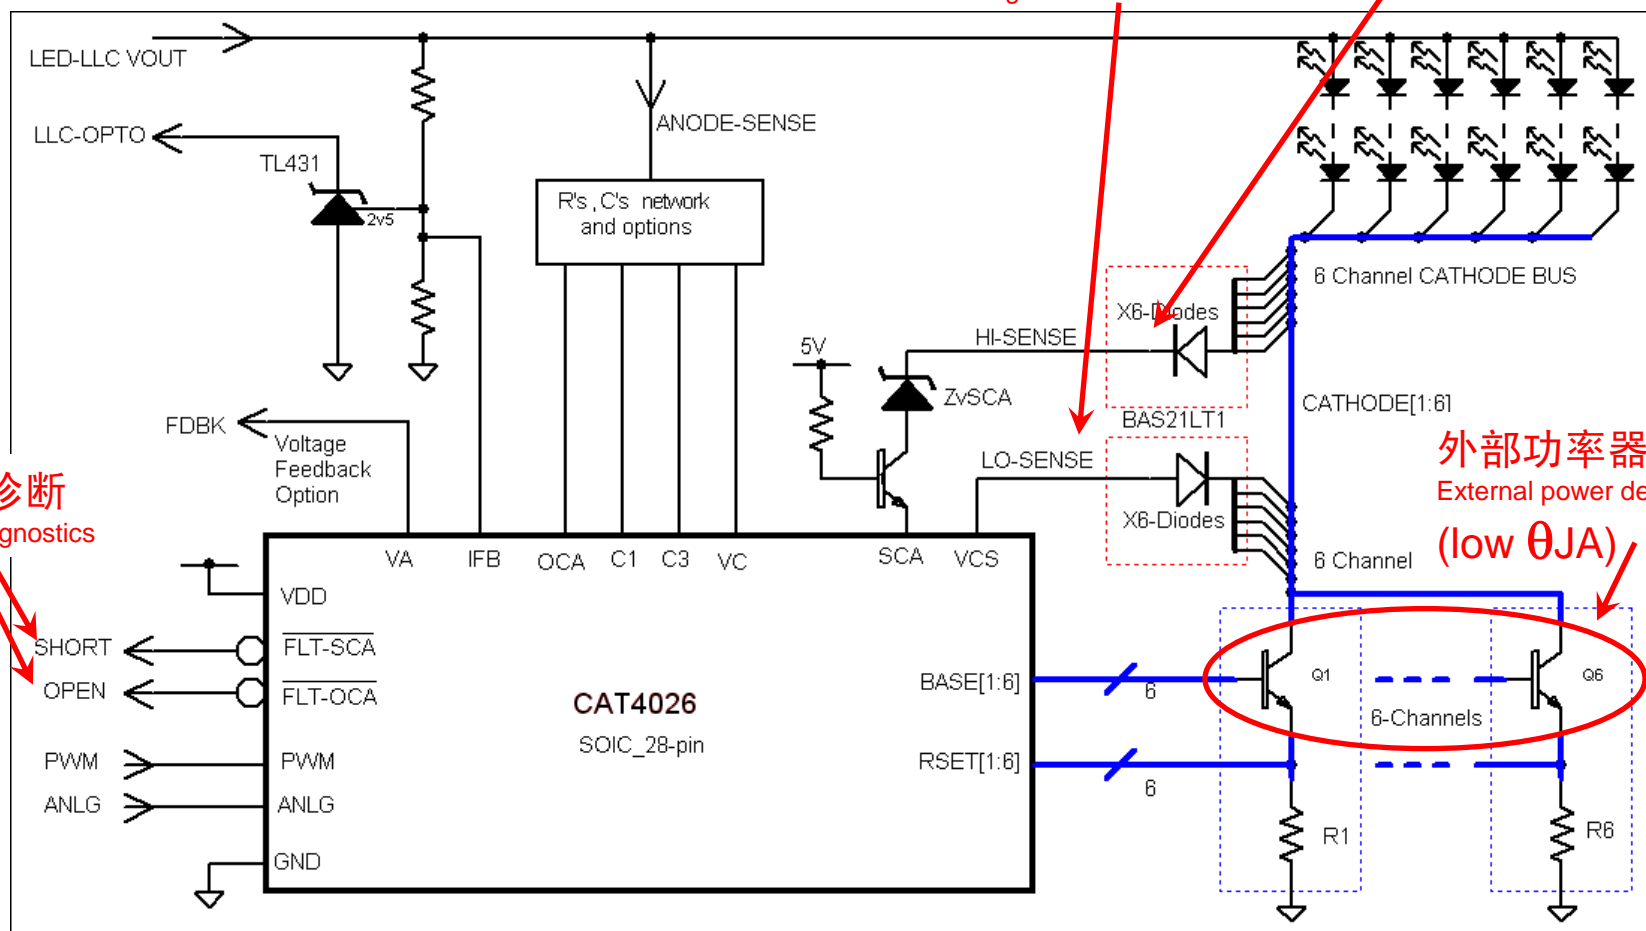 LED-LLC VOUT
LLC-OPTO
TL431
2v5
ANODE-SENSE
R's , C's network
and options
6 Channel CATHODE BUS
X6-Diodes
HI-SENSE
5V
ZvSCA
BAS21LT1
CATHODE[1:6]
FDBK
Voltage
Feedback
Option
LO-SENSE
X6-Diodes
6 Channel
外部功率器
External power de
(low θJA)
诊断
gnostics
VA
IFB
OCA
C1
C3
VC
SCA
VCS
VDD
SHORT
FLT-SCA
OPEN
FLT-OCA
CAT4026
SOIC_28-pin
BASE[1:6]
6
Q1
Q6
6-Channels
PWM
PWM
RSET[1:6]
6
ANLG
ANLG
GND
R1
R6